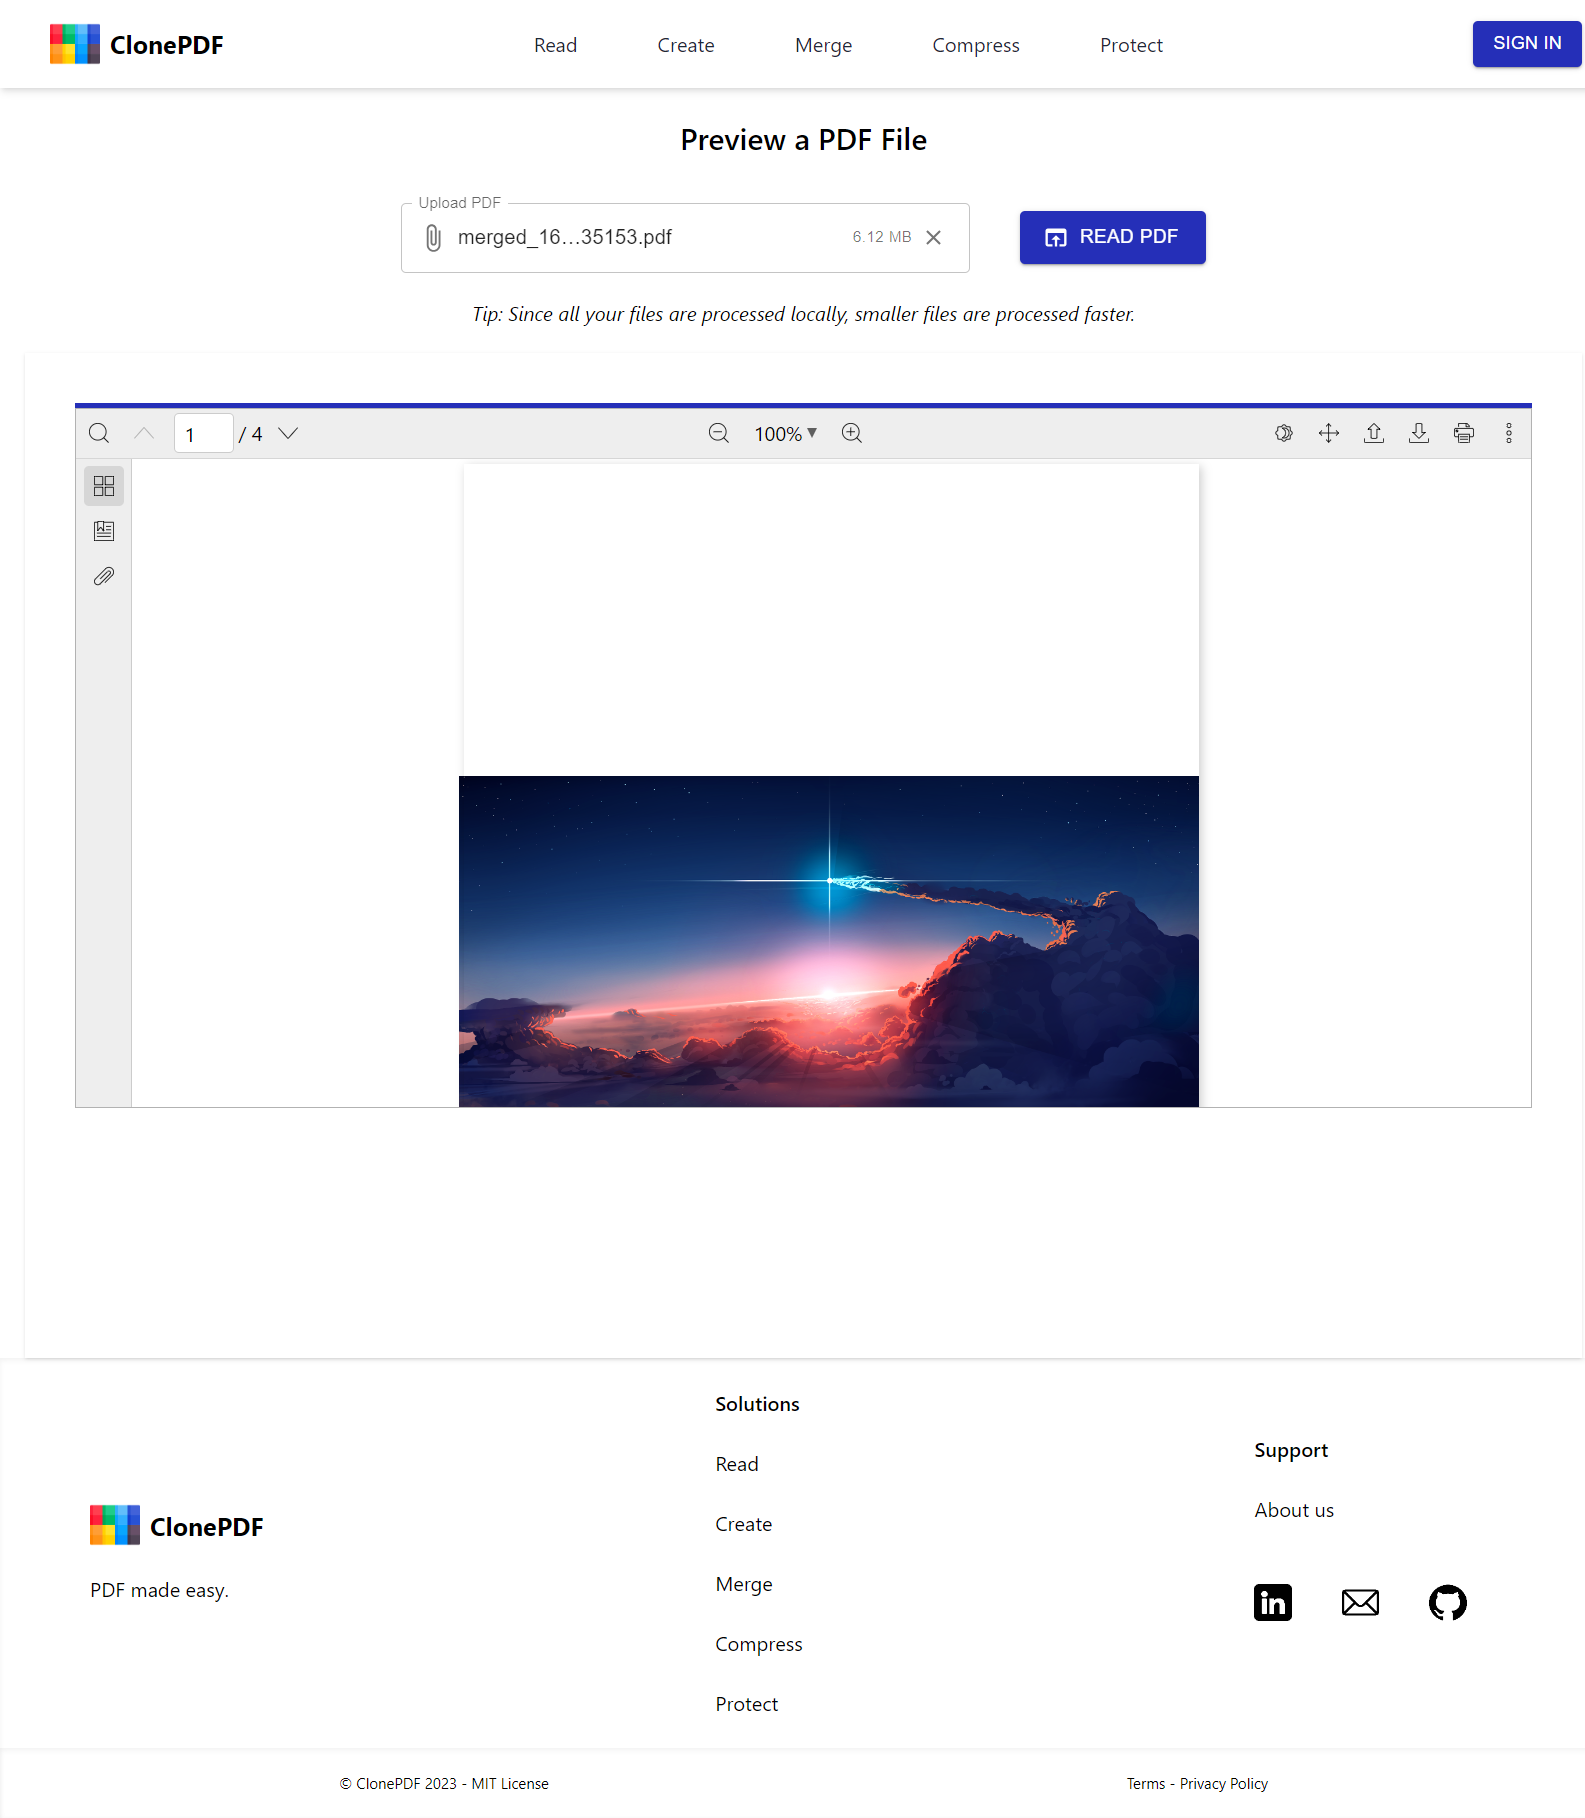 ClonePDF
Read
Create
Merge
Compress
Protect
SIGN IN
Preview a PDF File
Upload PDF
merged_16...35153.pdf
6.12 MB
READ PDF
Tip: Since all your files are processed locally, smaller files are processed faster.
1 / 4
100%
Solutions
Read
Create
Merge
Compress
Protect
Support
About us
ClonePDF
PDF made easy.
© ClonePDF 2023 - MIT License
Terms - Privacy Policy